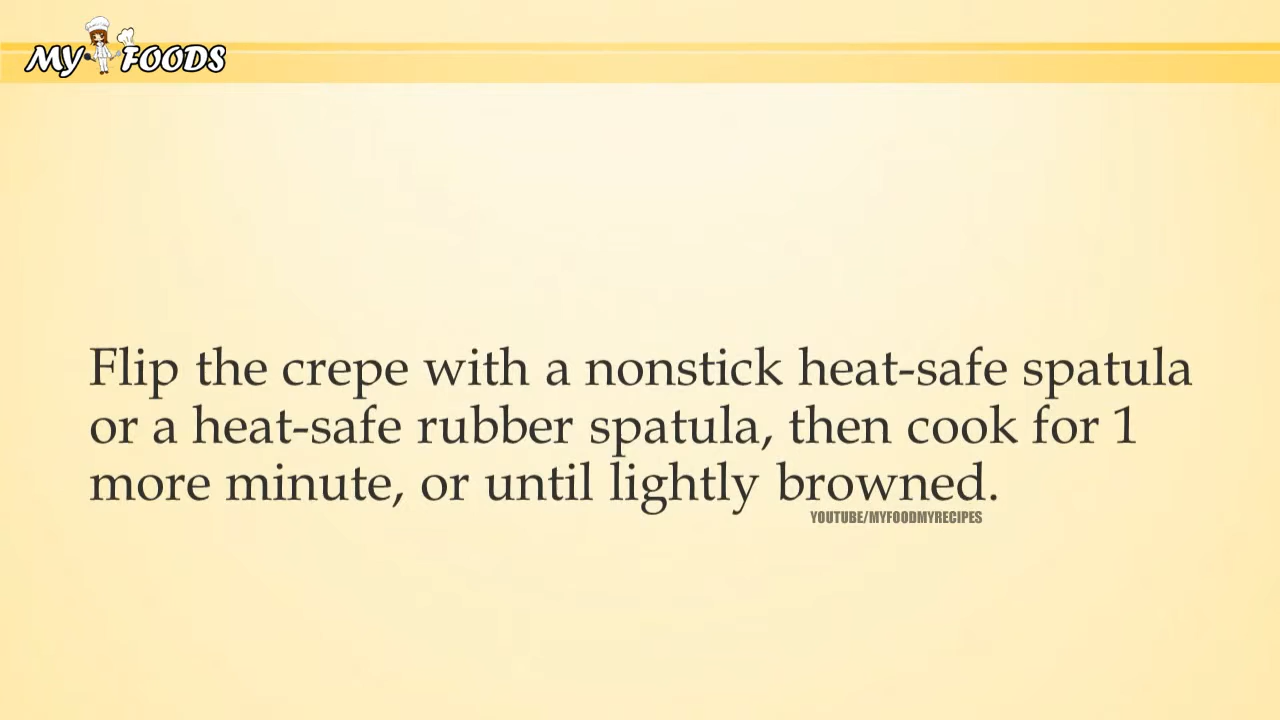 MY FOODS
Flip the crepe with a nonstick heat-safe spatula
or a heat-safe rubber spatula, then cook for 1
more minute, or until lightly browned.
YOUTUBE/MYFOODMYRECIPES